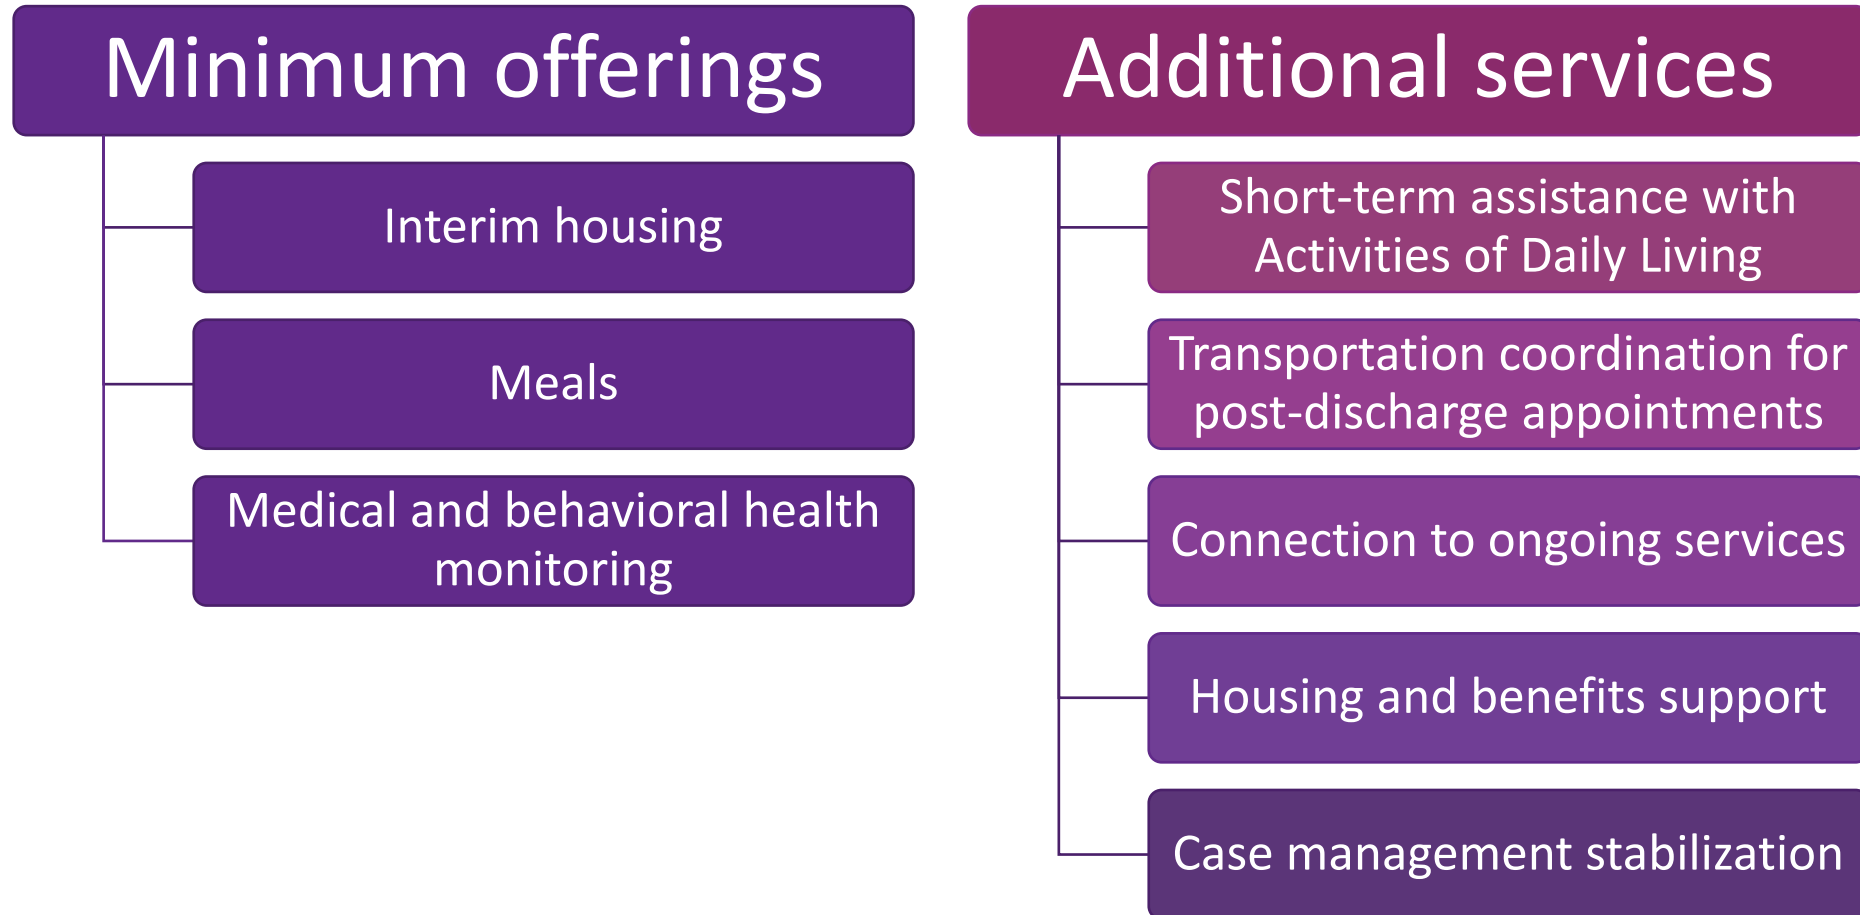 Minimum offerings
Interim housing
Meals
Medical and behavioral health
monitoring
Additional services
Short-term assistance with
Activities of Daily Living
Transportation coordination for
post-discharge appointments
Connection to ongoing services
Housing and benefits support
Case management stabilization